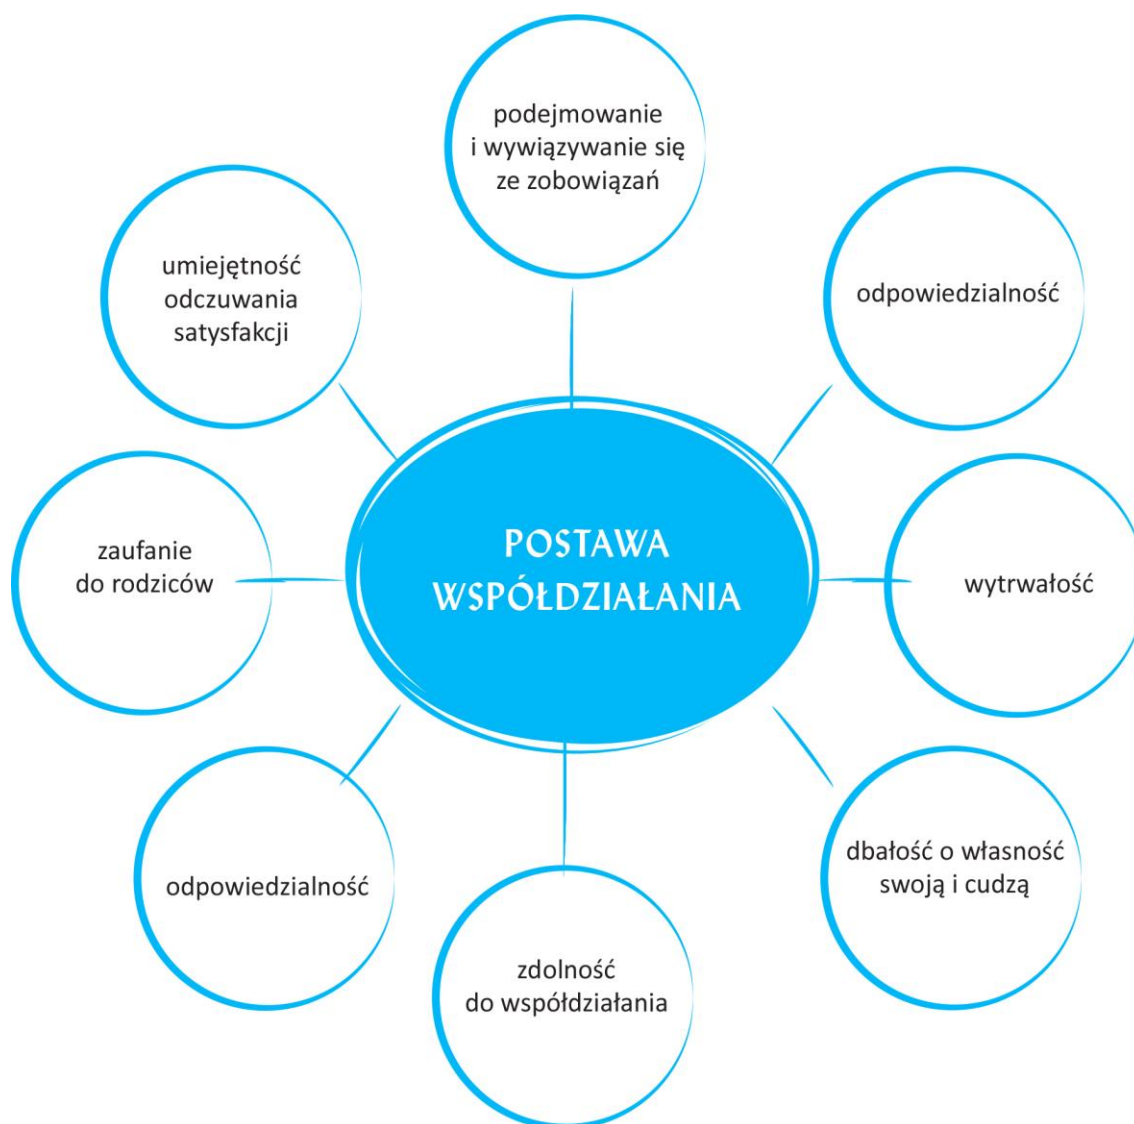 podejmowanie
i wywiązywanie się
ze zobowiązań
umiejętność
odczuwania
satysfakcji
odpowiedzialność
zaufanie
do rodziców
POSTAWA
WSPÓŁDZIAŁANIA
wytrwałość
odpowiedzialność
dbałość o własność
swoją i cudzą
zdolność
do współdziałania